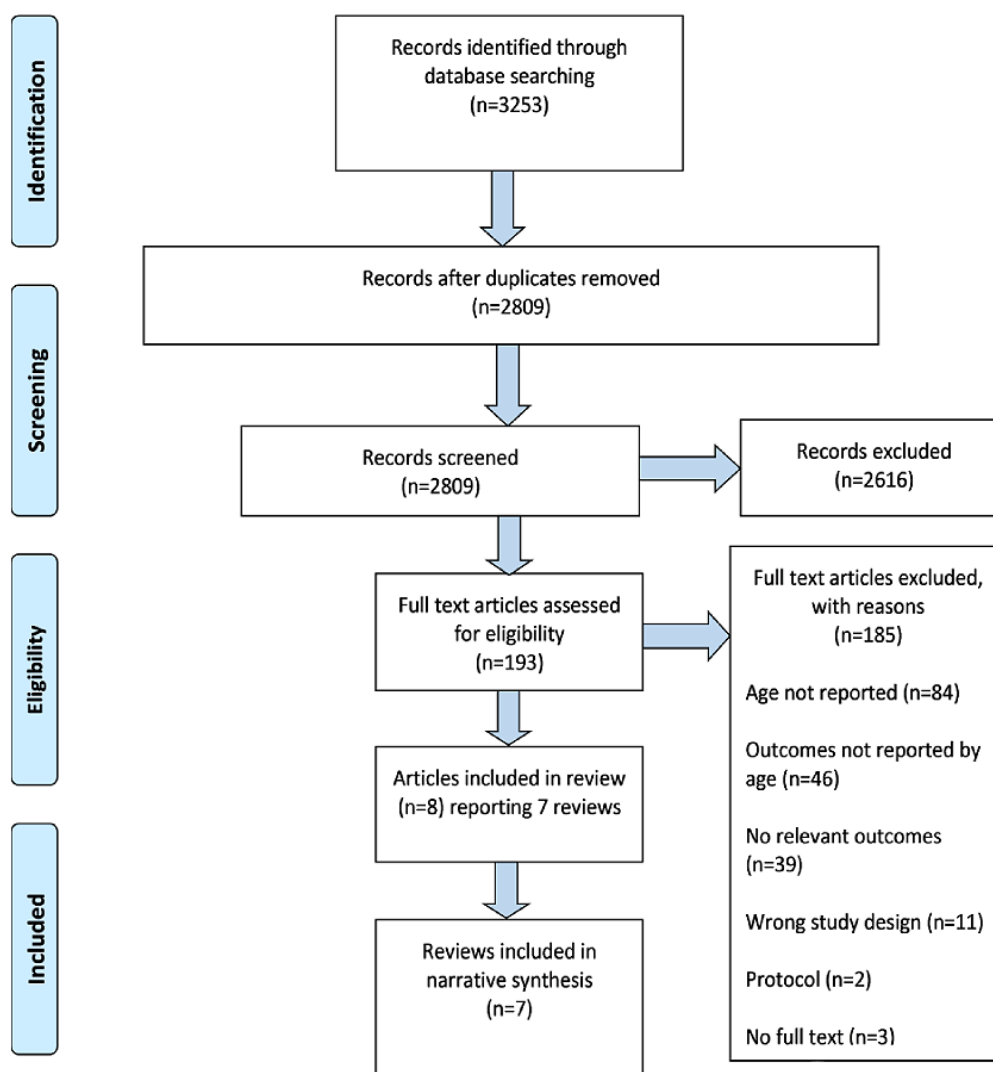 Identification
Records identified through
database searching
(n=3253)
Records after duplicates removed
(n=2809)
Screening
Records screened
(n=2809)
Records excluded
(n=2616)
Eligibility
Full text articles assessed
for eligibility
(n=193)
Full text articles excluded,
with reasons
(n=185)
Age not reported (n=84)
Outcomes not reported by
age (n=46)
No relevant outcomes
(n=39)
Wrong study design (n=11)
Protocol (n=2)
No full text (n=3)
Articles included in review
(n=8) reporting 7 reviews
Included
Reviews included in
narrative synthesis
(n=7)